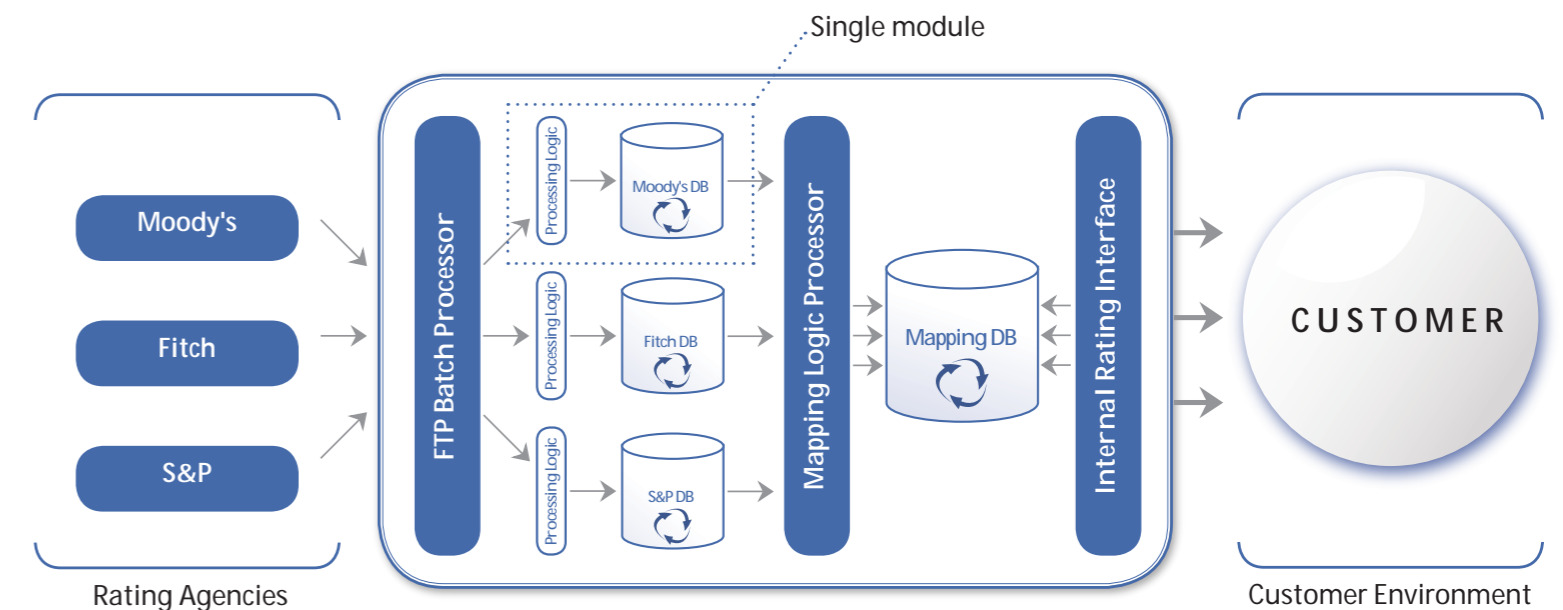 Single module
Moody's
Fitch
S&P
Rating Agencies
FTP Batch Processor
Processing Logic
Moody's DB
Processing Logic
Fitch DB
Processing Logic
S&P DB
Mapping Logic Processor
Mapping DB
Internal Rating Interface
CUSTOMER
Customer Environment